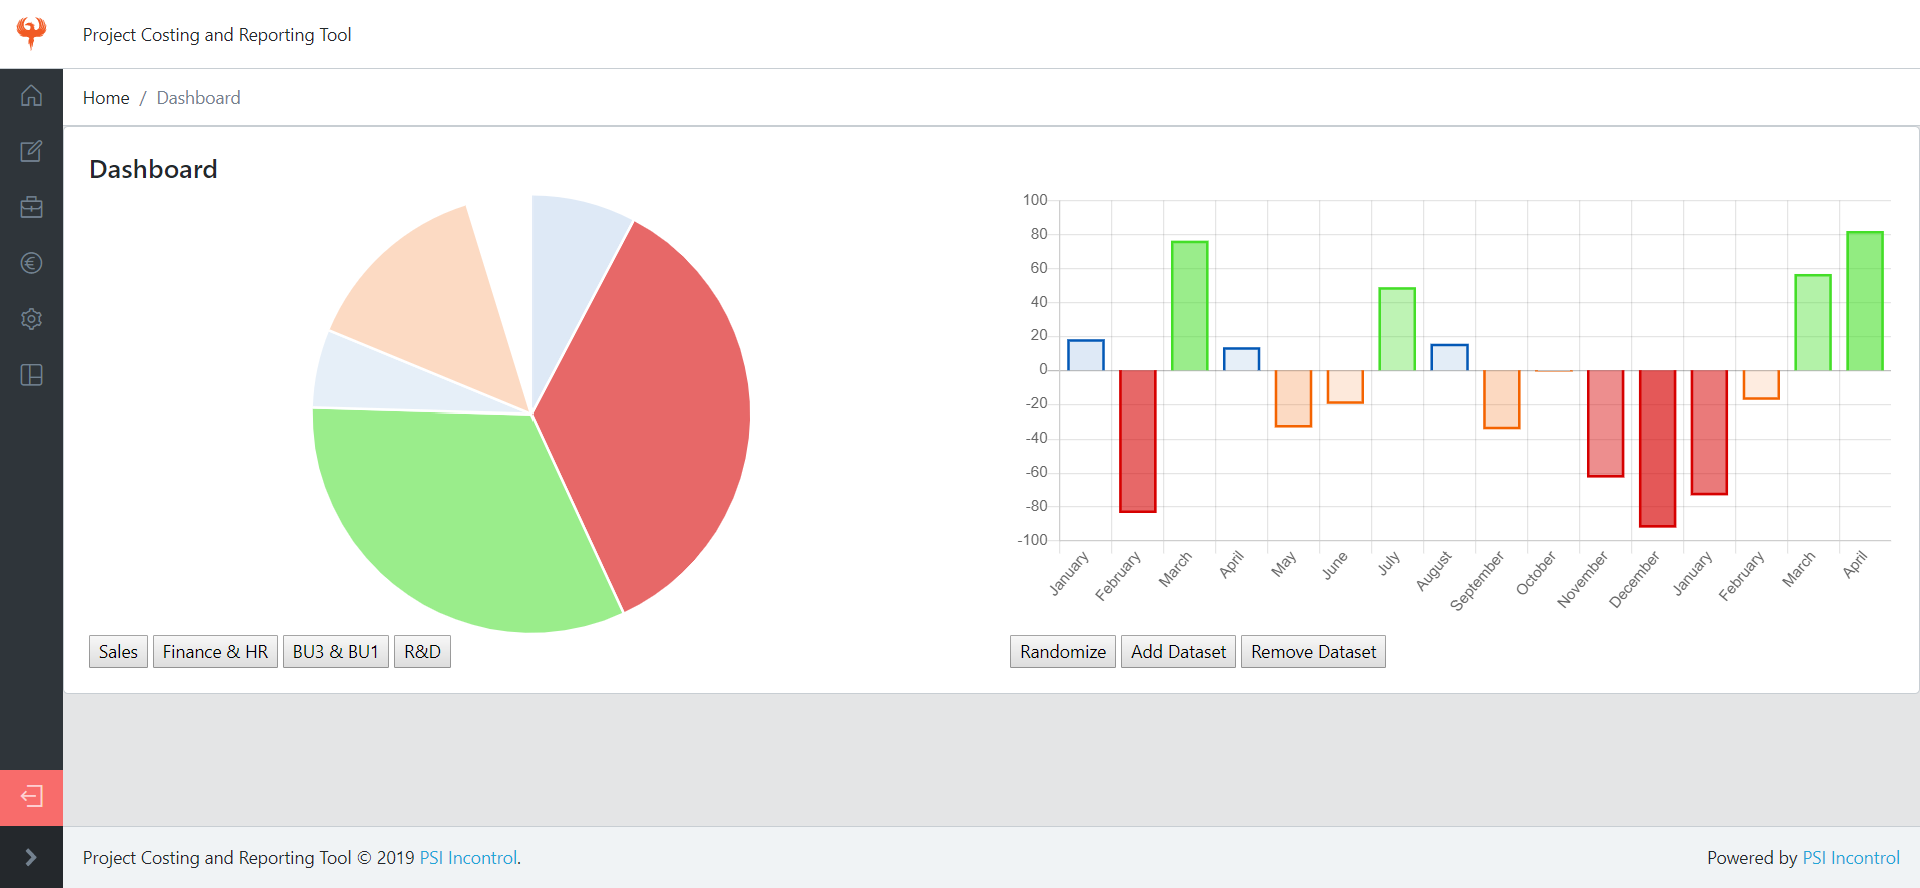 Project Costing and Reporting Tool
Home / Dashboard
Dashboard
100
80
60
40
20
0
-20
-40
-60
-80
-100
January February March April May June July August September October November December January February March April
Sales Finance & HR BU3 & BU1 R&D
Randomize Add Dataset Remove Dataset
Project Costing and Reporting Tool © 2019 PSI Incontrol.
Powered by PSI Incontrol